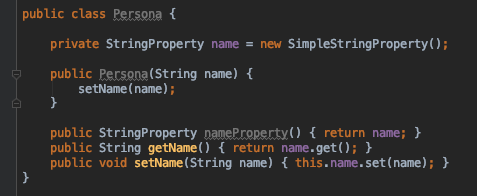 public class Persona {
private StringProperty name = new SimpleStringProperty();
public Persona(String name) {
setName(name);
}
public StringProperty nameProperty() { return name; }
public String getName() { return name.get(); }
public void setName(String name) { this.name.set(name); }
}